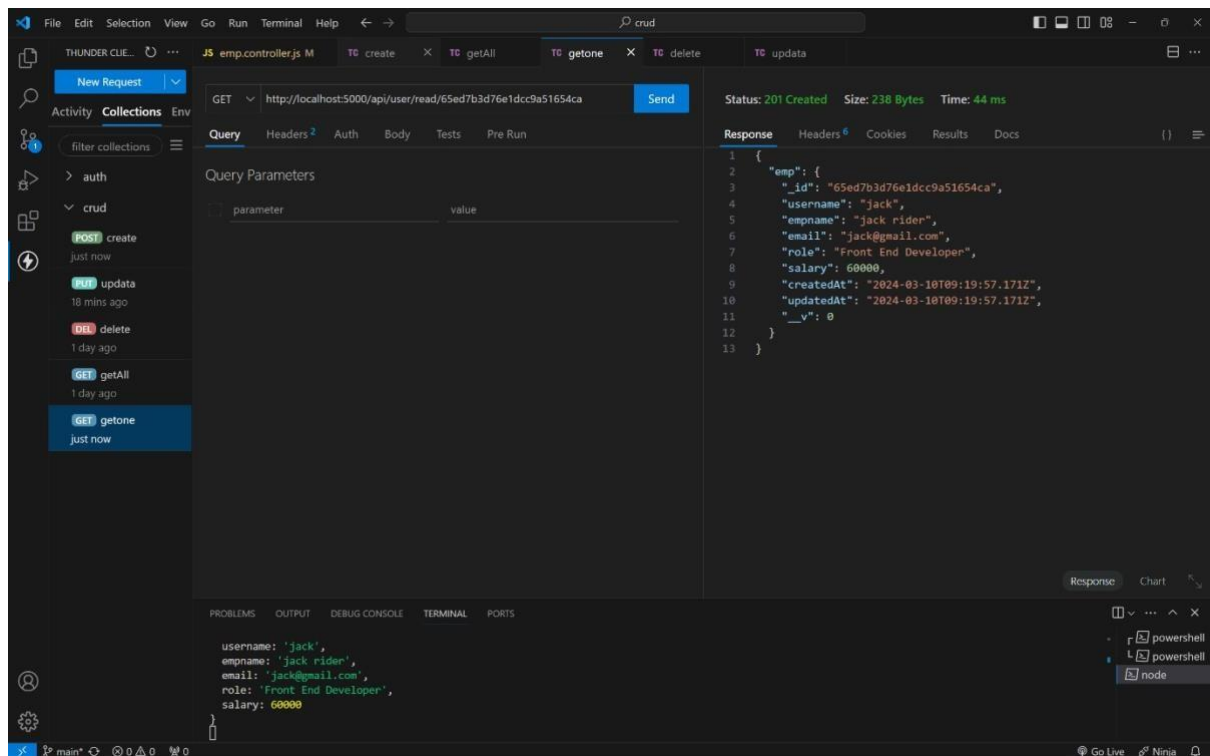 File Edit Selection View Go Run Terminal Help
crud
THUNDER CLIE...
New Request
Activity Collections Env
filter collections
auth
crud
POST create
just now
PUT updata
18 mins ago
DEL delete
1 day ago
GET getAll
1 day ago
GET getone
just now
JS emp.controller.js M
TC create
TC getAll
TC getone
TC delete
TC updata
GET http://localhost:5000/api/user/read/65ed7b3d76e1dcc9a51654ca Send
Query Headers 2 Auth Body Tests Pre Run
Query Parameters
parameter value
Status: 201 Created Size: 238 Bytes Time: 44 ms
Response Headers 6 Cookies Results Docs {}
1 {
2 "emp": {
3 "_id": "65ed7b3d76e1dcc9a51654ca",
4 "username": "jack",
5 "empname": "jack rider",
6 "email": "jack@gmail.com",
7 "role": "Front End Developer",
8 "salary": 60000,
9 "createdAt": "2024-03-10T09:19:57.171Z",
10 "updatedAt": "2024-03-10T09:19:57.171Z",
11 "__v": 0
12 }
13 }
Response Chart
PROBLEMS OUTPUT DEBUG CONSOLE TERMINAL PORTS
username: 'jack',
empname: 'jack rider',
email: 'jack@gmail.com',
role: 'Front End Developer',
salary: 60000
}
powershell
powershell
node
1
main* 0 0 0
Go Live Ninja